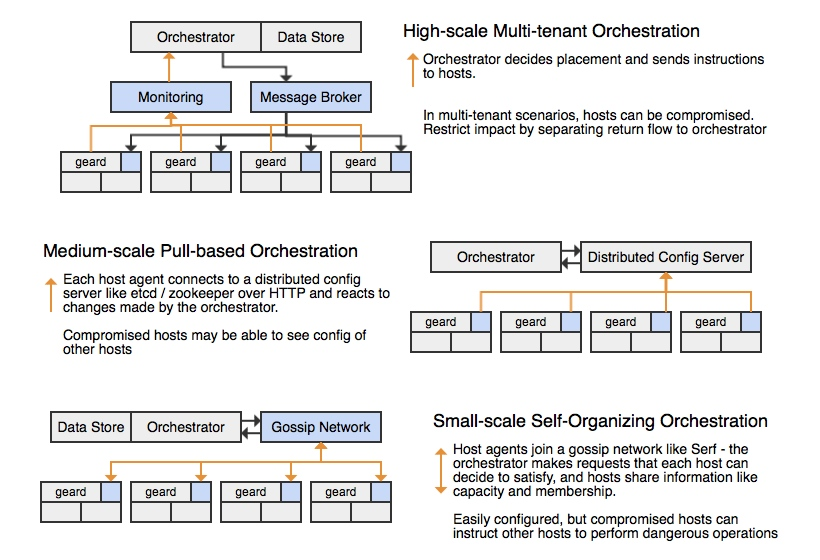 Orchestrator Data Store
Monitoring Message Broker
geard geard geard geard
High-scale Multi-tenant Orchestration
Orchestrator decides placement and sends instructions
to hosts.
In multi-tenant scenarios, hosts can be compromised.
Restrict impact by separating return flow to orchestrator
Medium-scale Pull-based Orchestration
Each host agent connects to a distributed config
server like etcd / zookeeper over HTTP and reacts to
changes made by the orchestrator.
Compromised hosts may be able to see config of
other hosts
Orchestrator Distributed Config Server
geard geard geard geard
Data Store Orchestrator Gossip Network
geard geard geard geard
Small-scale Self-Organizing Orchestration
Host agents join a gossip network like Serf - the
orchestrator makes requests that each host can
decide to satisfy, and hosts share information like
capacity and membership.
Easily configured, but compromised hosts can
instruct other hosts to perform dangerous operations